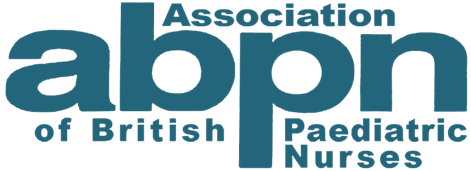 Association
abpn
of British Paediatric
Nurses